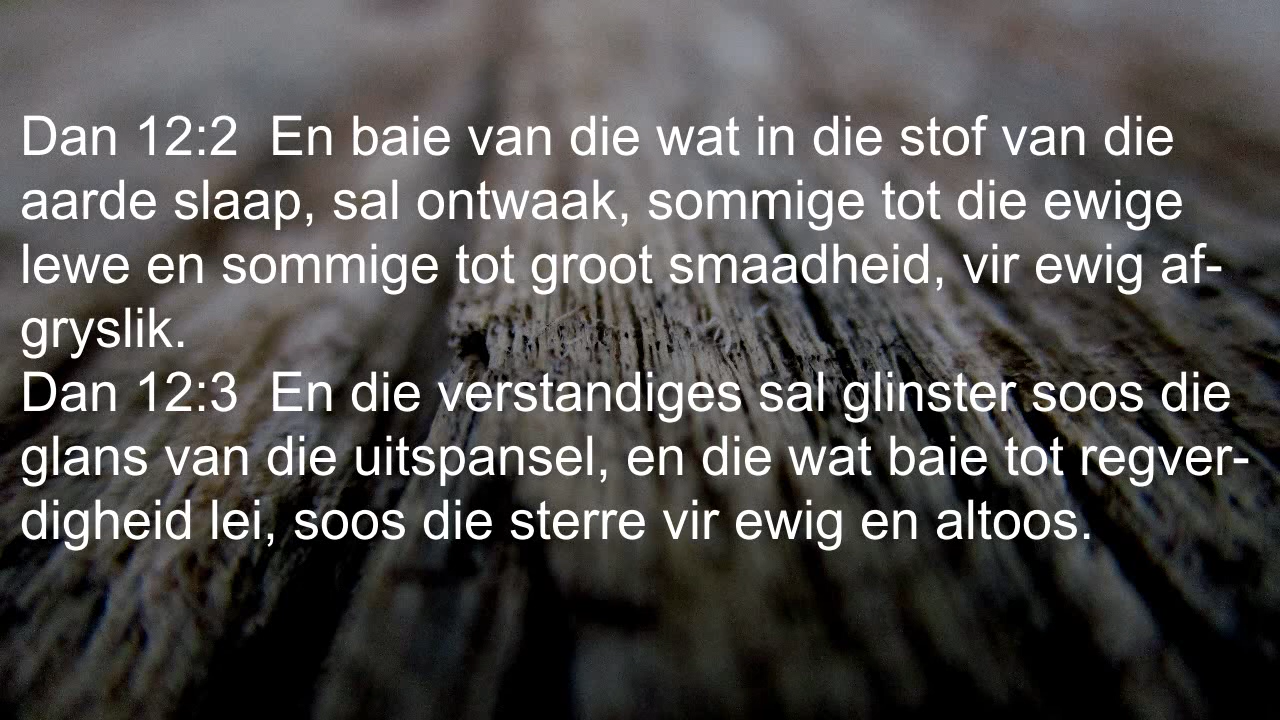 Dan 12:2  En baie van die wat in die stof van die
aarde slaap, sal ontwaak, sommige tot die ewige
lewe en sommige tot groot smaadheid, vir ewig af-
gryslik.
Dan 12:3  En die verstandiges sal glinster soos die
glans van die uitspansel, en die wat baie tot regver-
digheid lei, soos die sterre vir ewig en altoos.